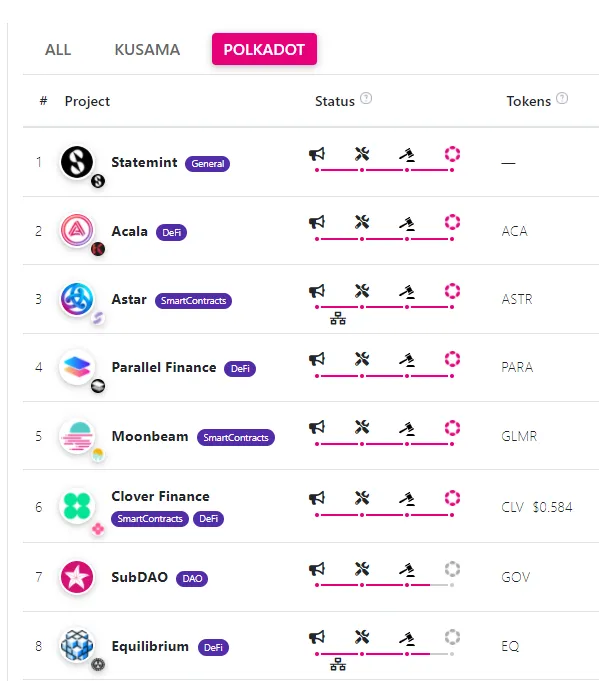 ALL KUSAMA POLKADOT
# Project Status ? Tokens ?
1 Statemint General —
2 Acala DeFi ACA
3 Astar SmartContracts ASTR
4 Parallel Finance DeFi PARA
5 Moonbeam SmartContracts GLMR
6 Clover Finance CLV $0.584
SmartContracts DeFi
7 SubDAO DAO GOV
8 Equilibrium DeFi EQ